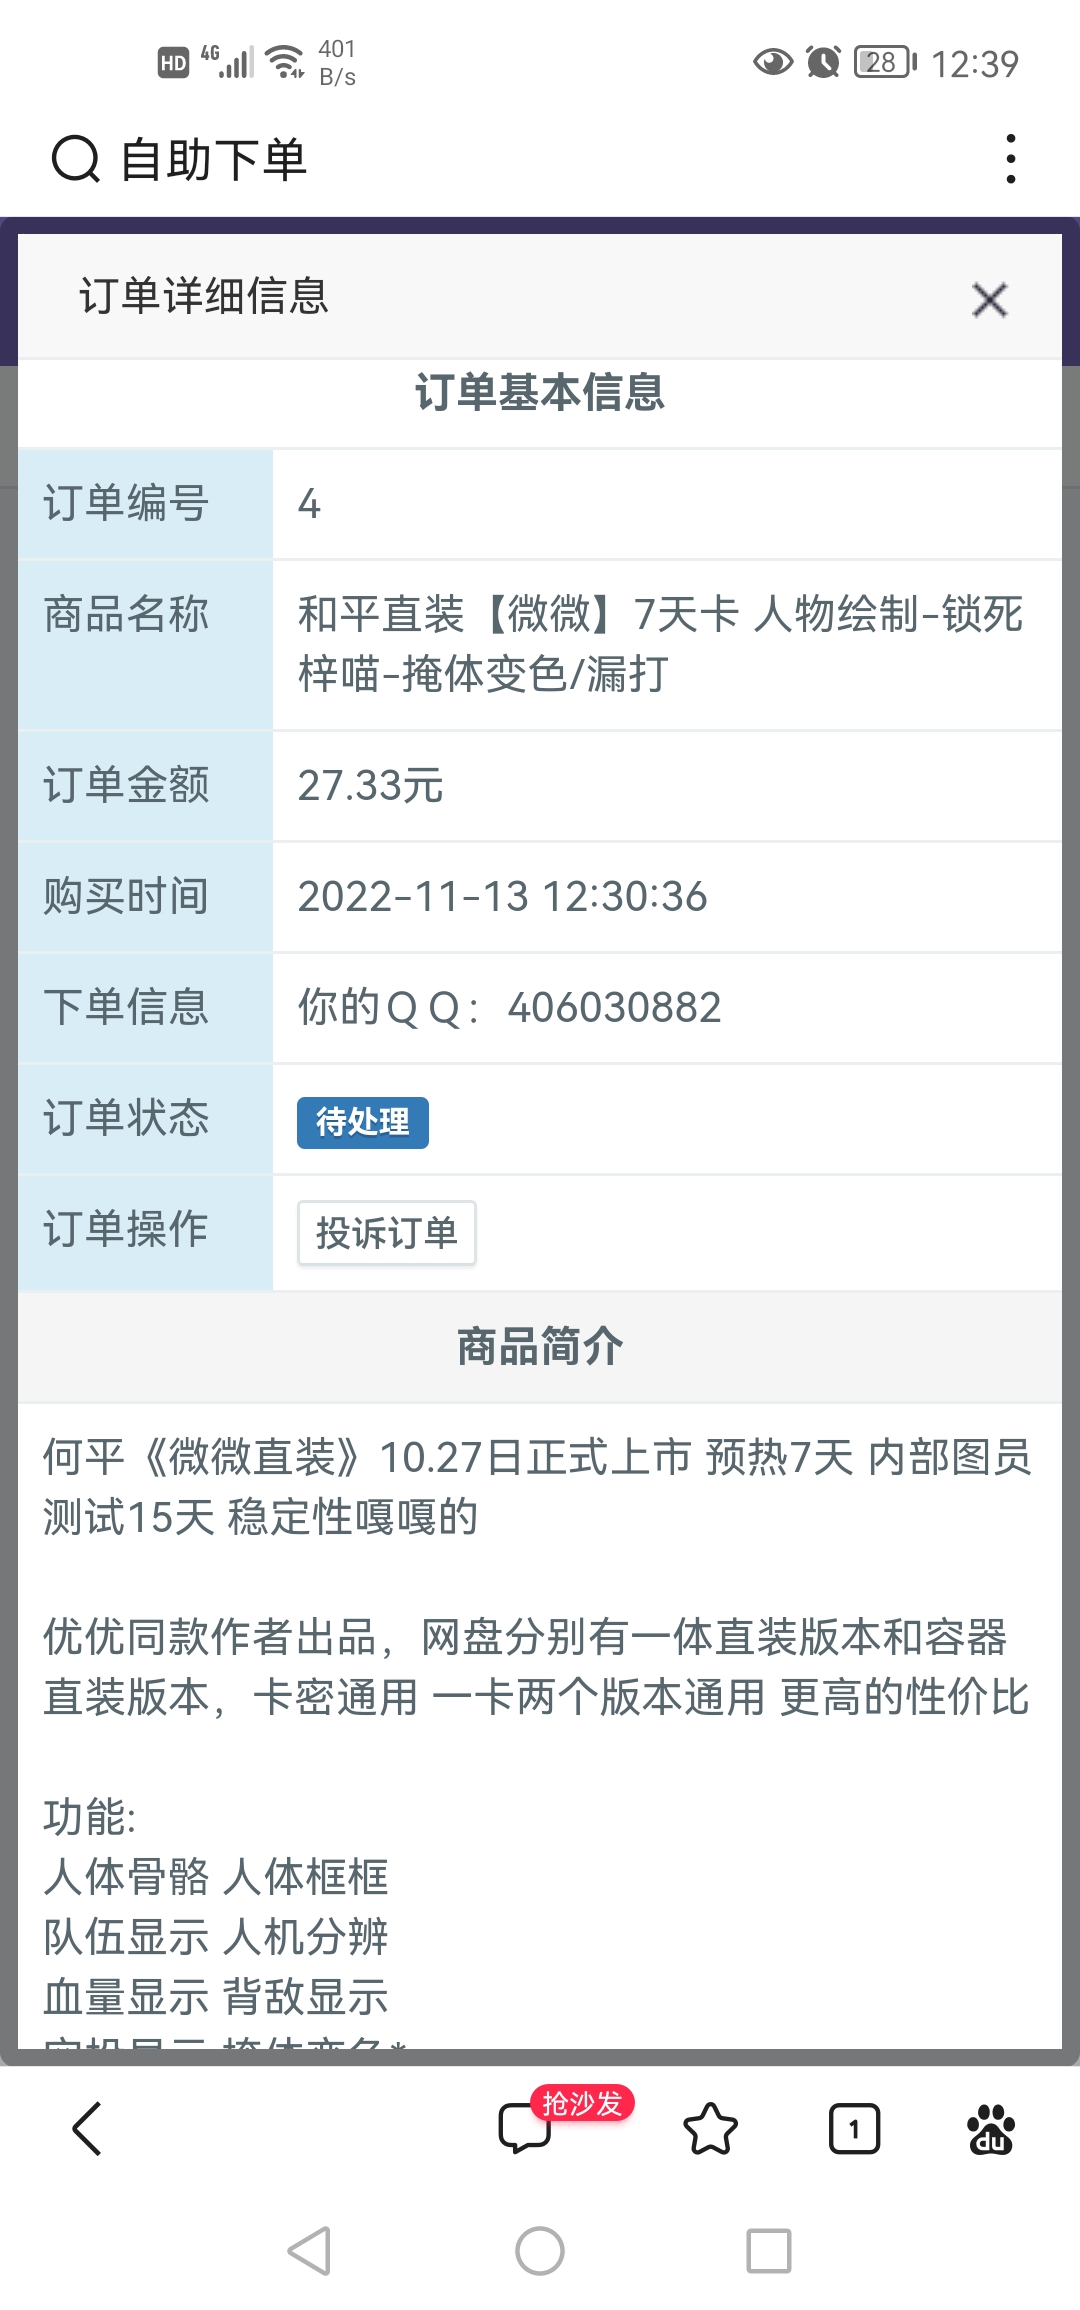 HD 4G 401 B/s 28 12:39
自助下单
订单详细信息
订单基本信息
订单编号 4
商品名称 和平直装【微微】7天卡 人物绘制-锁死
梓喵-掩体变色/漏打
订单金额 27.33元
购买时间 2022-11-13 12:30:36
下单信息 你的QQ：406030882
订单状态 待处理
订单操作 投诉订单
商品简介
何平《微微直装》10.27日正式上市 预热7天 内部图员
测试15天 稳定性嘎嘎的
优优同款作者出品，网盘分别有一体直装版本和容器
直装版本，卡密通用 一卡两个版本通用 更高的性价比
功能:
人体骨骼 人体框框
队伍显示 人机分辨
血量显示 背敌显示
抢沙发
1
du